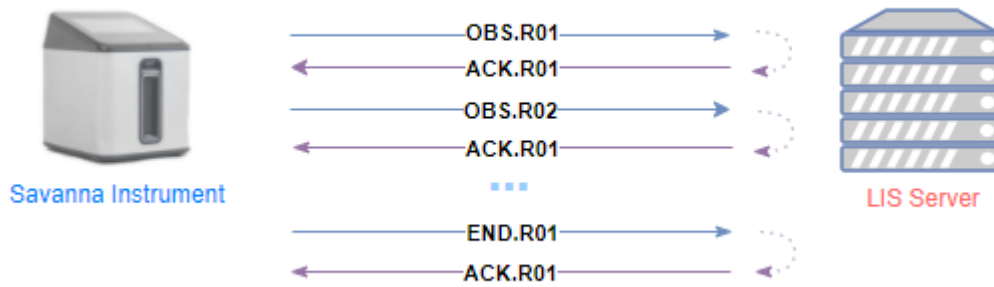 OBS.R01
ACK.R01
OBS.R02
ACK.R01
Savanna Instrument
...
LIS Server
END.R01
ACK.R01